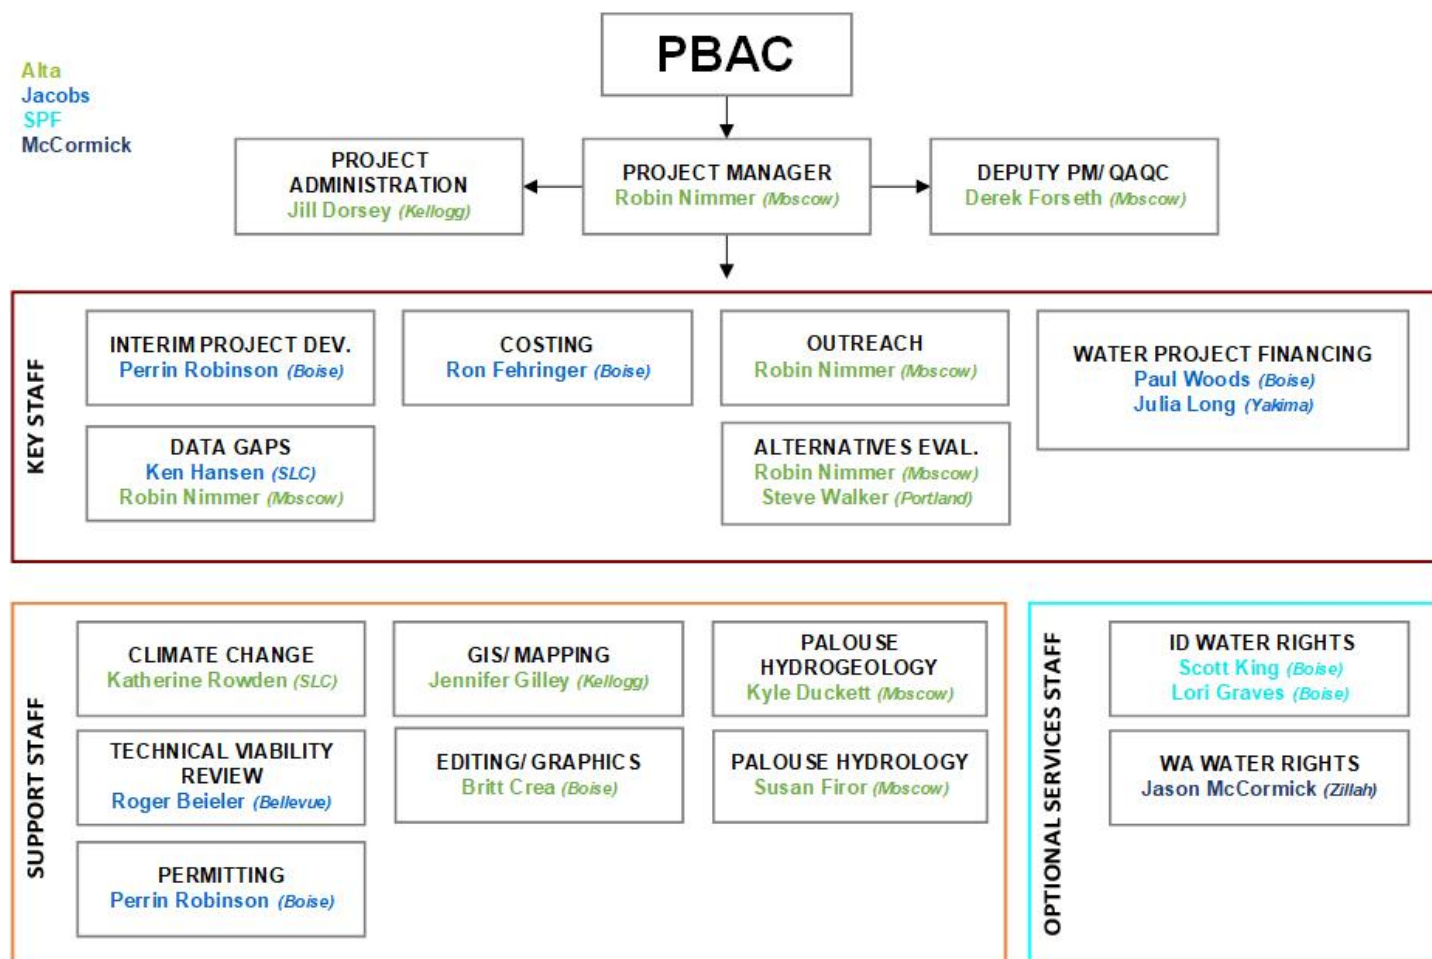 PBAC
Alta
Jacobs
SPF
McCormick
PROJECT
ADMINISTRATION
Jill Dorsey (Kellogg)
PROJECT MANAGER
Robin Nimmer (Moscow)
DEPUTY PM/ QAQC
Derek Forseth (Moscow)
KEY STAFF
INTERIM PROJECT DEV.
Perrin Robinson (Boise)
COSTING
Ron Fehringer (Boise)
OUTREACH
Robin Nimmer (Moscow)
WATER PROJECT FINANCING
Paul Woods (Boise)
Julia Long (Yakima)
DATA GAPS
Ken Hansen (SLC)
Robin Nimmer (Moscow)
ALTERNATIVES EVAL.
Robin Nimmer (Moscow)
Steve Walker (Portland)
SUPPORT STAFF
CLIMATE CHANGE
Katherine Rowden (SLC)
GIS/ MAPPING
Jennifer Gilley (Kellogg)
PALOUSE
HYDROGEOLOGY
Kyle Duckett (Moscow)
TECHNICAL VIABILITY
REVIEW
Roger Beieler (Bellevue)
EDITING/ GRAPHICS
Britt Crea (Boise)
PALOUSE HYDROLOGY
Susan Firor (Moscow)
PERMITTING
Perrin Robinson (Boise)
OPTIONAL SERVICES STAFF
ID WATER RIGHTS
Scott King (Boise)
Lori Graves (Boise)
WA WATER RIGHTS
Jason McCormick (Zillah)